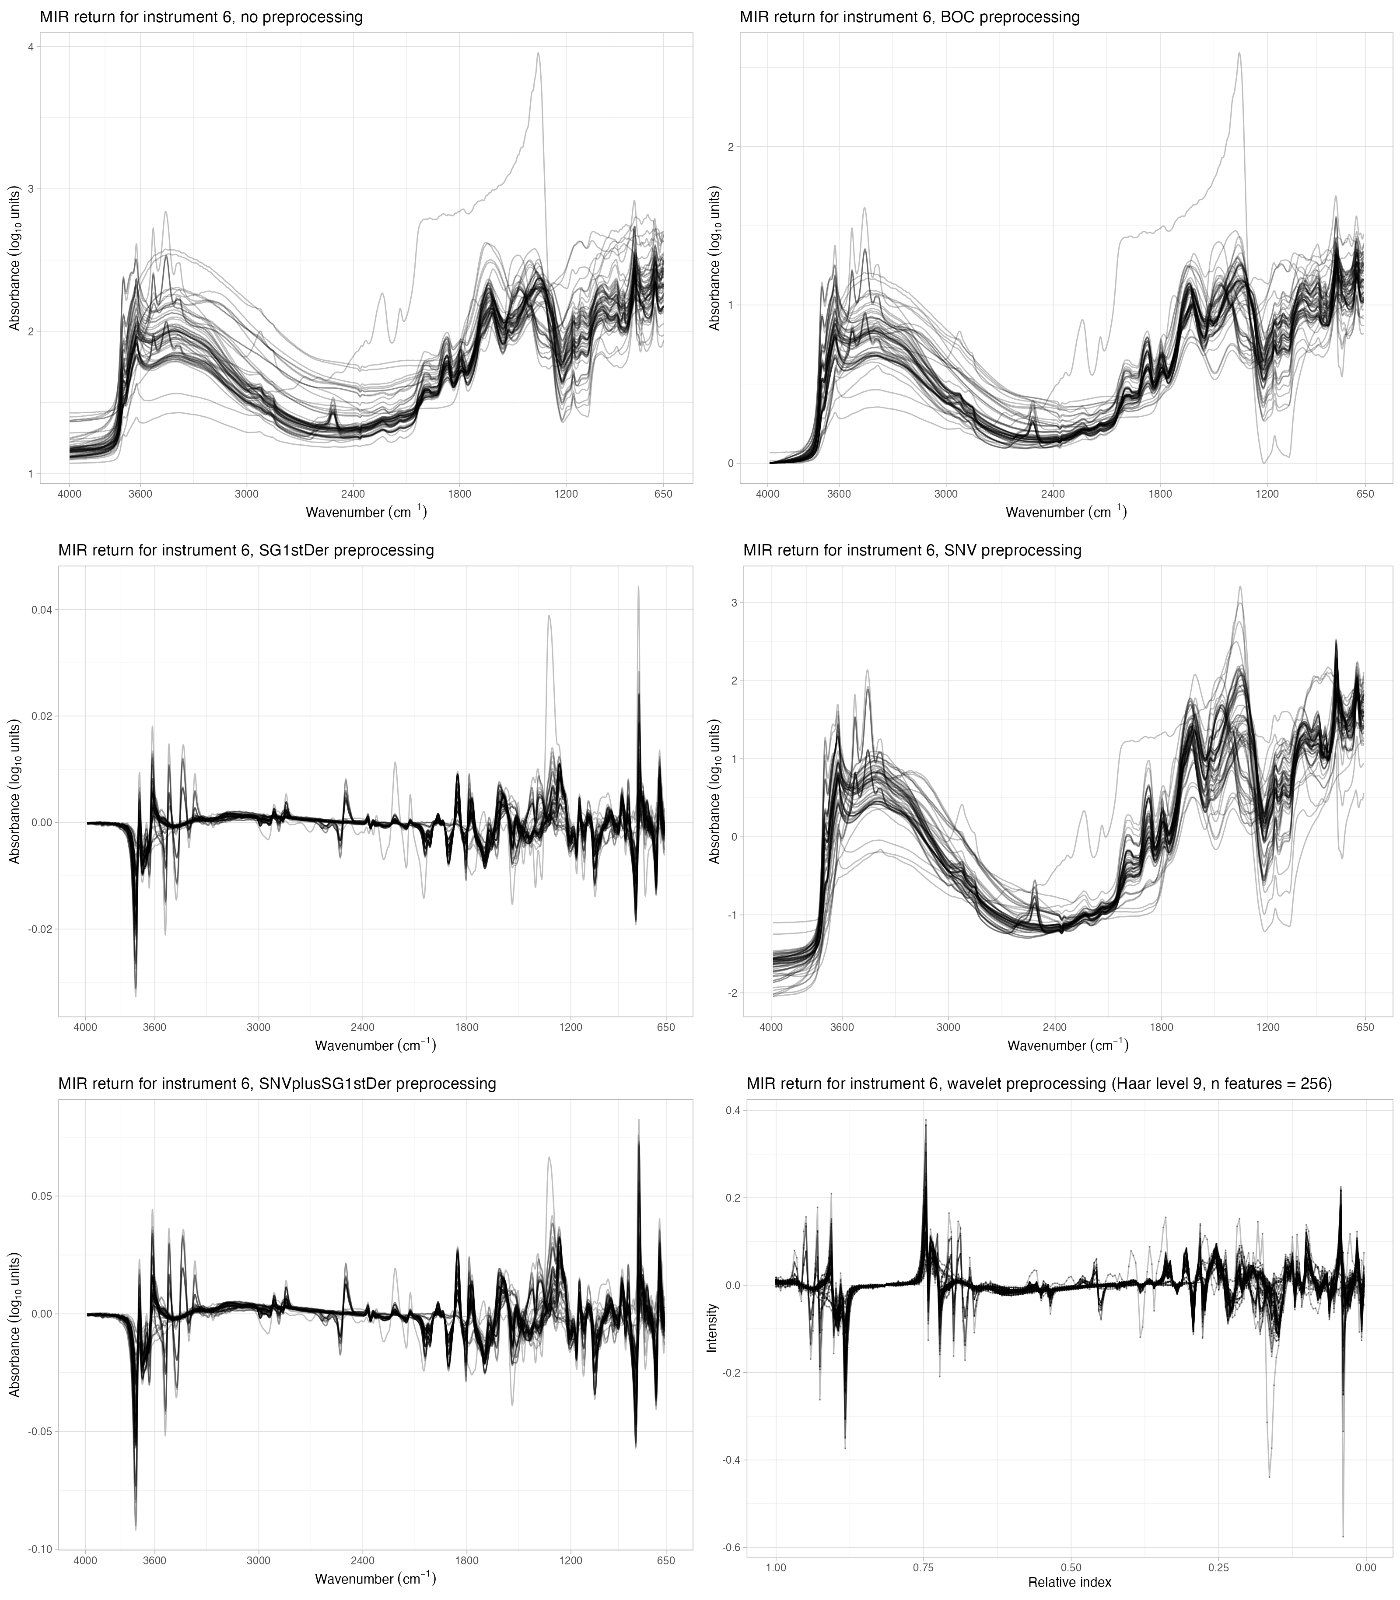 MIR return for instrument 6, no preprocessing
4
3
2
1
Absorbance (log10 units)
4000 3600 3000 2400 1800 1200 650
Wavenumber (cm 1)
MIR return for instrument 6, BOC preprocessing
2
1
0
Absorbance (log10 units)
4000 3600 3000 2400 1800 1200 650
Wavenumber (cm 1)
MIR return for instrument 6, SG1stDer preprocessing
0.04
0.02
0.00
-0.02
Absorbance (log10 units)
4000 3600 3000 2400 1800 1200 650
Wavenumber (cm−1)
MIR return for instrument 6, SNV preprocessing
3
2
1
0
-1
-2
Absorbance (log10 units)
4000 3600 3000 2400 1800 1200 650
Wavenumber (cm−1)
MIR return for instrument 6, SNVplusSG1stDer preprocessing
0.05
0.00
-0.05
-0.10
Absorbance (log10 units)
4000 3600 3000 2400 1800 1200 650
Wavenumber (cm−1)
MIR return for instrument 6, wavelet preprocessing (Haar level 9, n features = 256)
0.4
0.2
0.0
-0.2
-0.4
-0.6
Intensity
1.00 0.75 0.50 0.25 0.00
Relative index